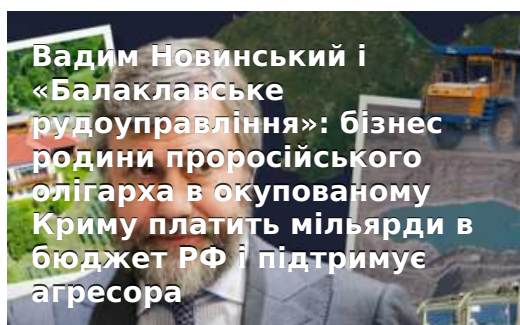 Вадим Новинський і
«Балаклавське
рудоуправління»: бізнес
родини проросійського
олігарха в окупованому
Криму платить мільярди в
бюджет РФ і підтримує
агресора